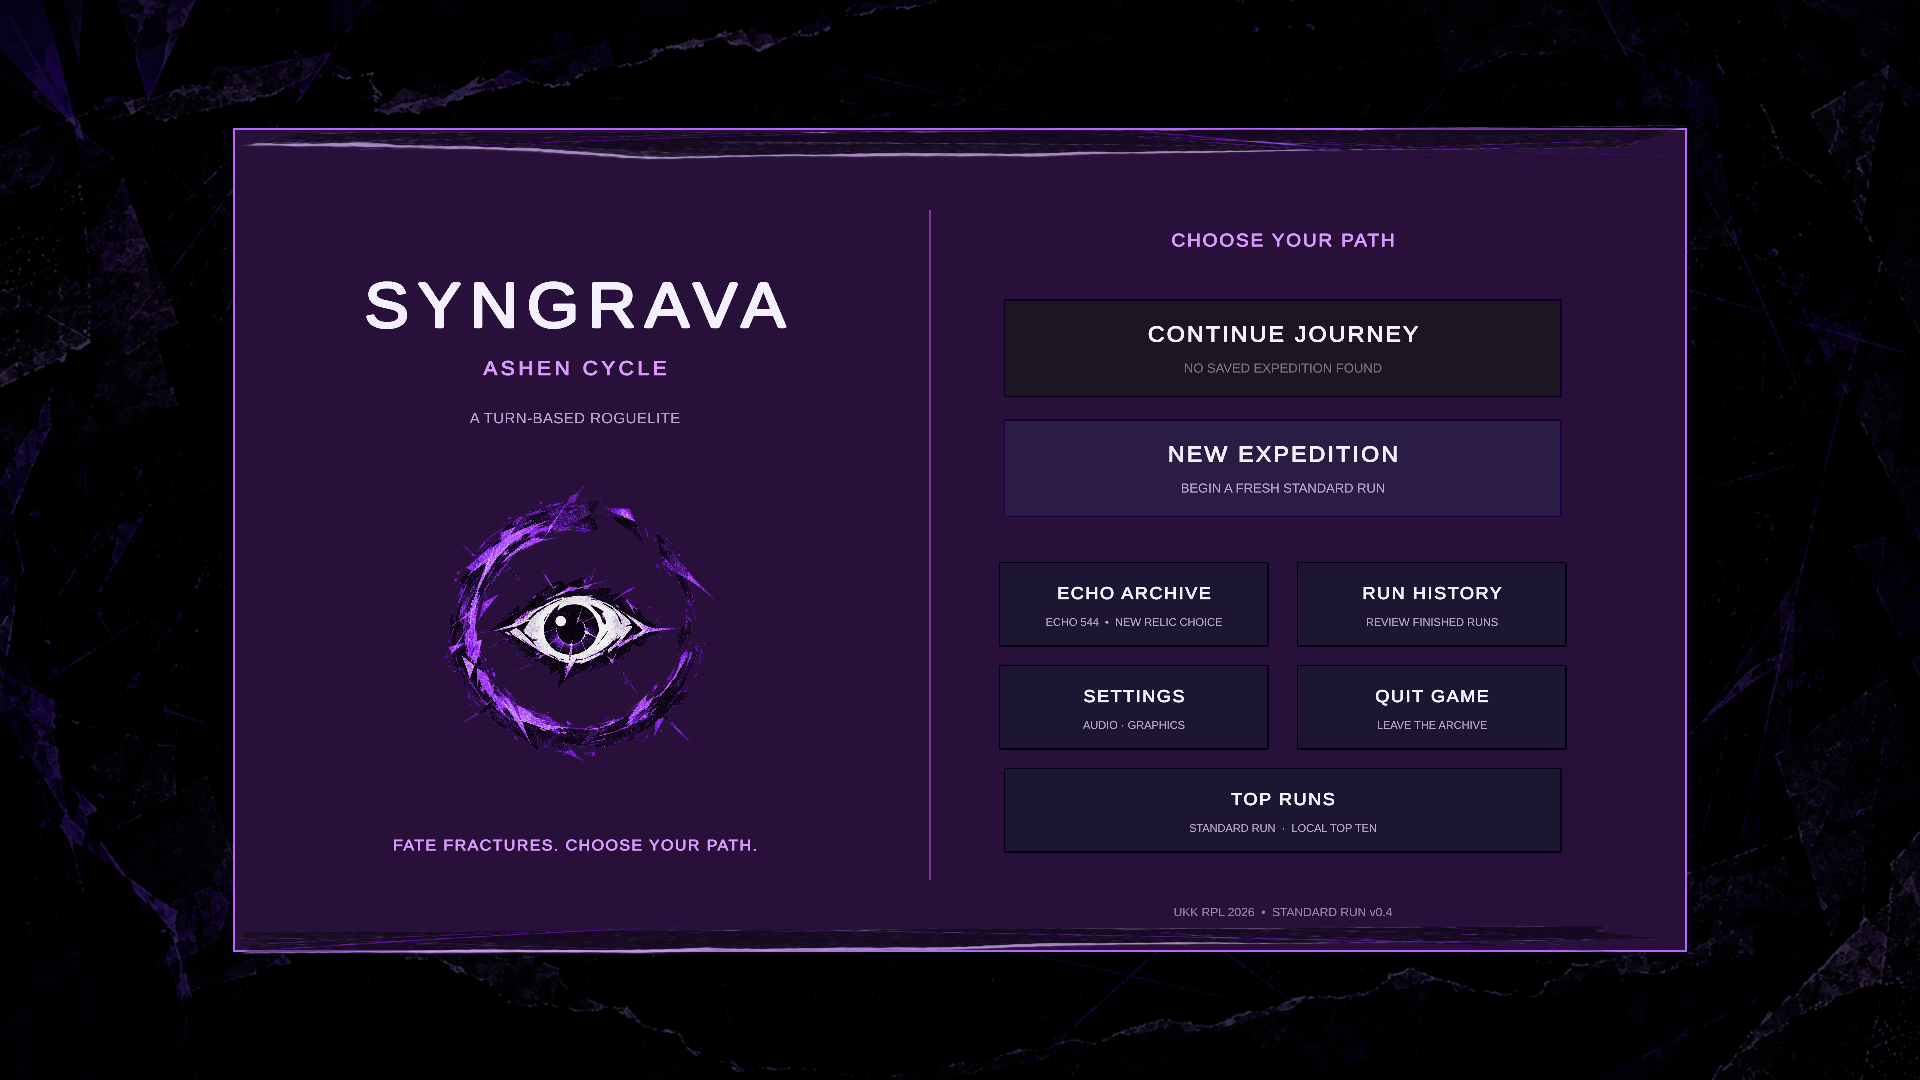 SYNGRAVA
ASHEN CYCLE
A TURN-BASED ROGUELITE
FATE FRACTURES. CHOOSE YOUR PATH.
CHOOSE YOUR PATH
CONTINUE JOURNEY
NO SAVED EXPEDITION FOUND
NEW EXPEDITION
BEGIN A FRESH STANDARD RUN
ECHO ARCHIVE
ECHO 544 • NEW RELIC CHOICE
RUN HISTORY
REVIEW FINISHED RUNS
SETTINGS
AUDIO · GRAPHICS
QUIT GAME
LEAVE THE ARCHIVE
TOP RUNS
STANDARD RUN · LOCAL TOP TEN
UKK RPL 2026 • STANDARD RUN v0.4